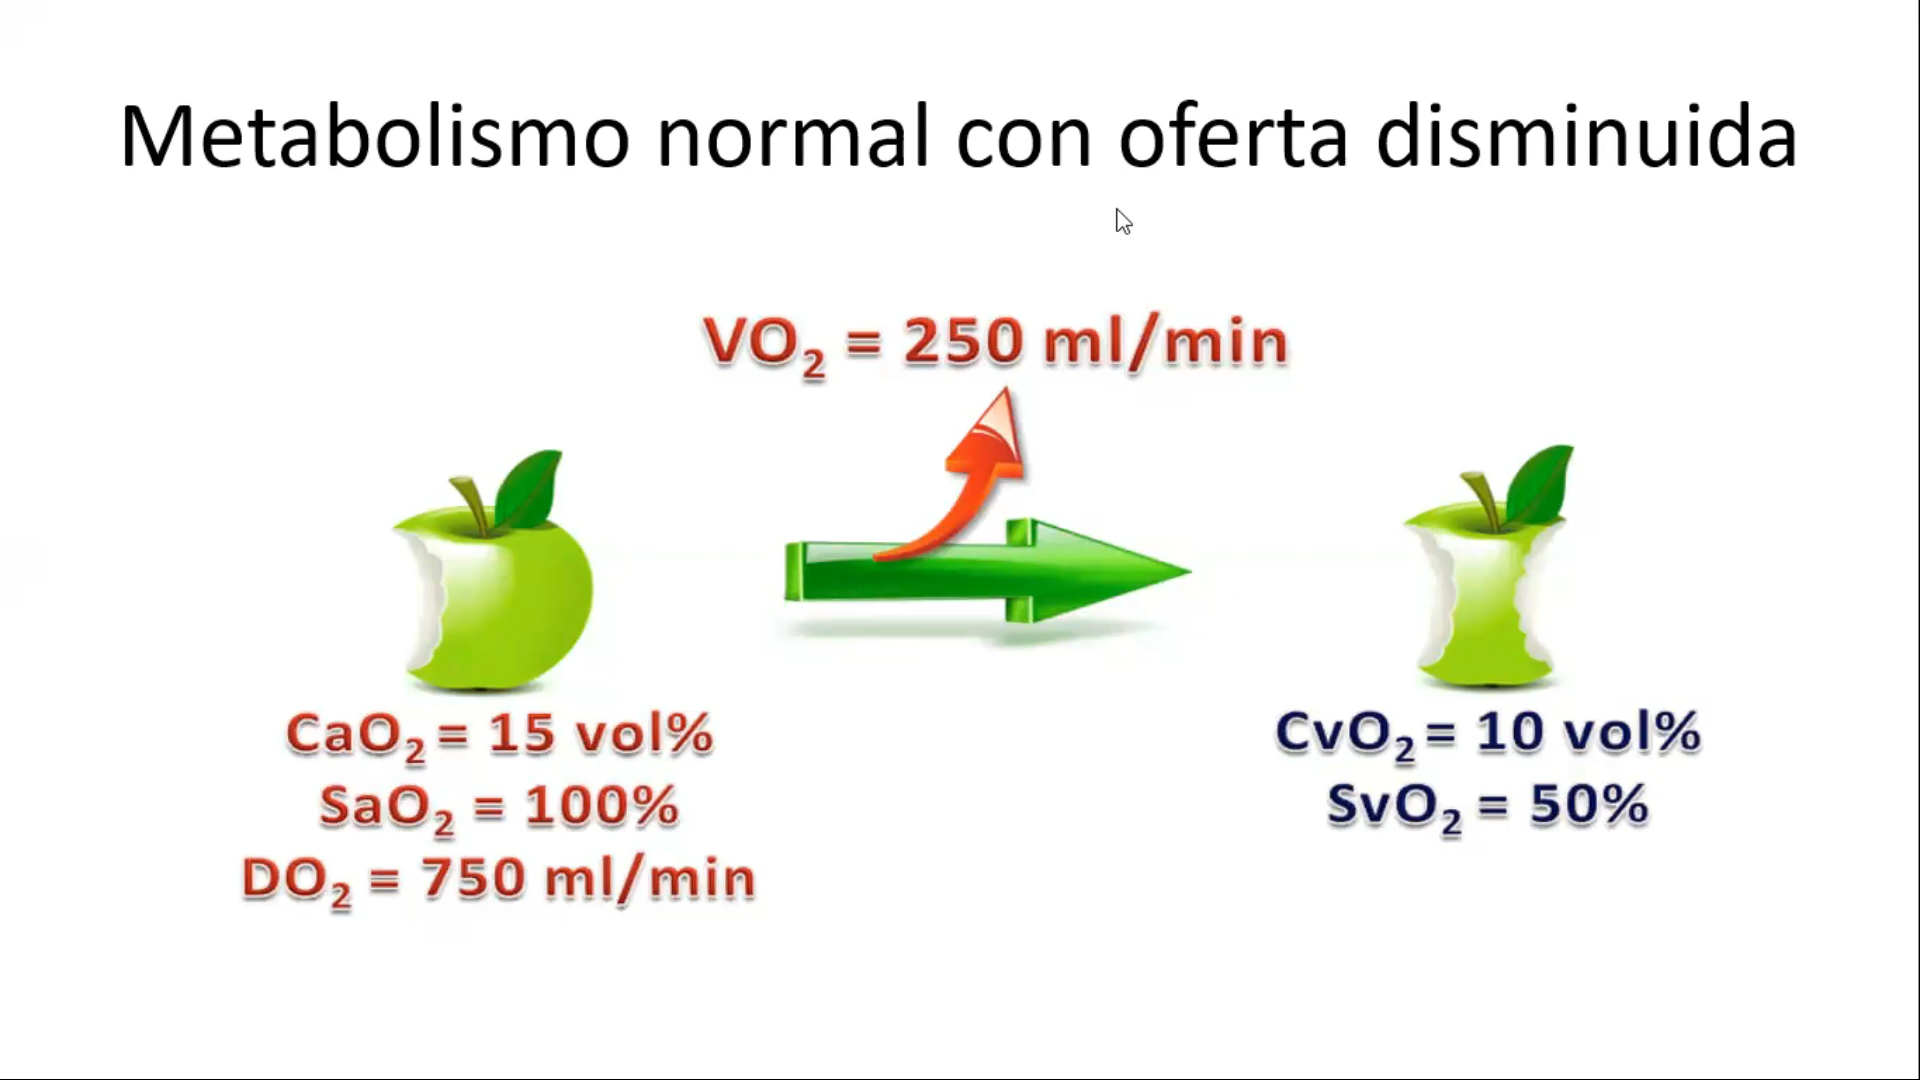 Metabolismo normal con oferta disminuida
VO₂ = 250 ml/min
CaO₂ = 15 vol%
SaO₂ = 100%
DO₂ = 750 ml/min
CvO₂ = 10 vol%
SvO₂ = 50%